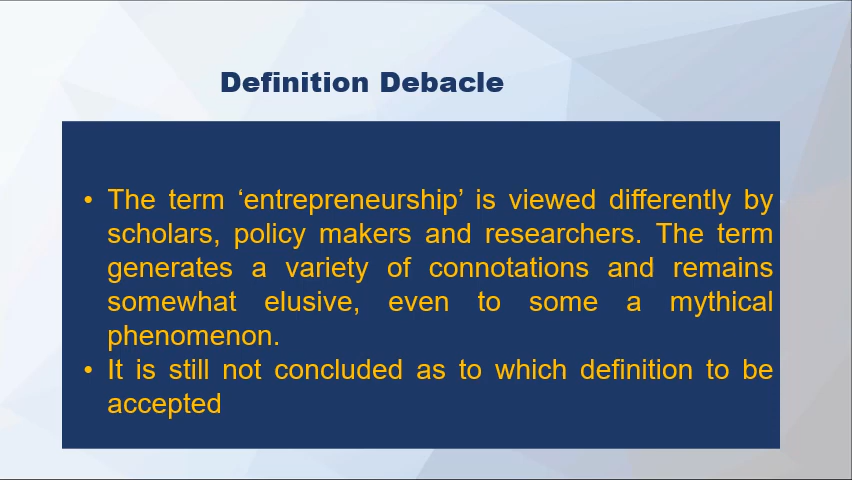 Definition Debacle
• The term ‘entrepreneurship’ is viewed differently by
scholars, policy makers and researchers. The term
generates a variety of connotations and remains
somewhat elusive, even to some a mythical
phenomenon.
• It is still not concluded as to which definition to be
accepted